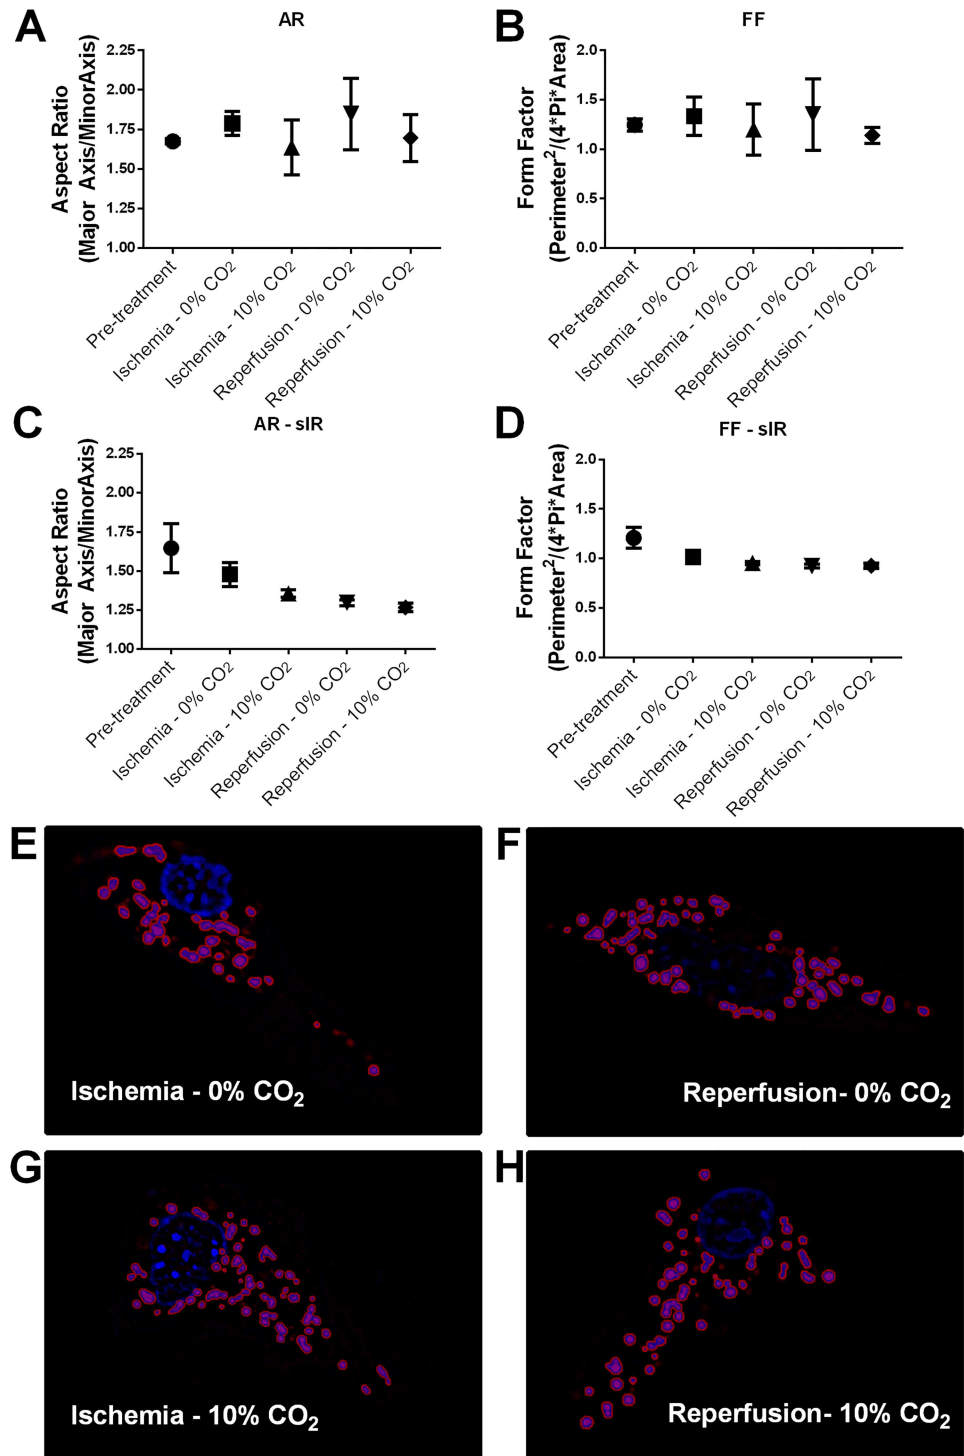 A
AR
Aspect Ratio
(Major Axis/MinorAxis)
2.25
2.00
1.75
1.50
1.25
1.00
Pre-treatment
Ischemia - 0% CO2
Ischemia - 10% CO2
Reperfusion - 0% CO2
Reperfusion - 10% CO2
B
FF
Form Factor
(Perimeter2/(4*Pi*Area)
2.0
1.5
1.0
0.5
0.0
Pre-treatment
Ischemia - 0% CO2
Ischemia - 10% CO2
Reperfusion - 0% CO2
Reperfusion - 10% CO2
C
AR - sIR
Aspect Ratio
(Major Axis/MinorAxis)
2.25
2.00
1.75
1.50
1.25
1.00
Pre-treatment
Ischemia - 0% CO2
Ischemia - 10% CO2
Reperfusion - 0% CO2
Reperfusion - 10% CO2
D
FF - sIR
Form Factor
(Perimeter2/(4*Pi*Area)
2.0
1.5
1.0
0.5
0.0
Pre-treatment
Ischemia - 0% CO2
Ischemia - 10% CO2
Reperfusion - 0% CO2
Reperfusion - 10% CO2
E
Ischemia - 0% CO2
F
Reperfusion- 0% CO2
G
Ischemia - 10% CO2
H
Reperfusion- 10% CO2